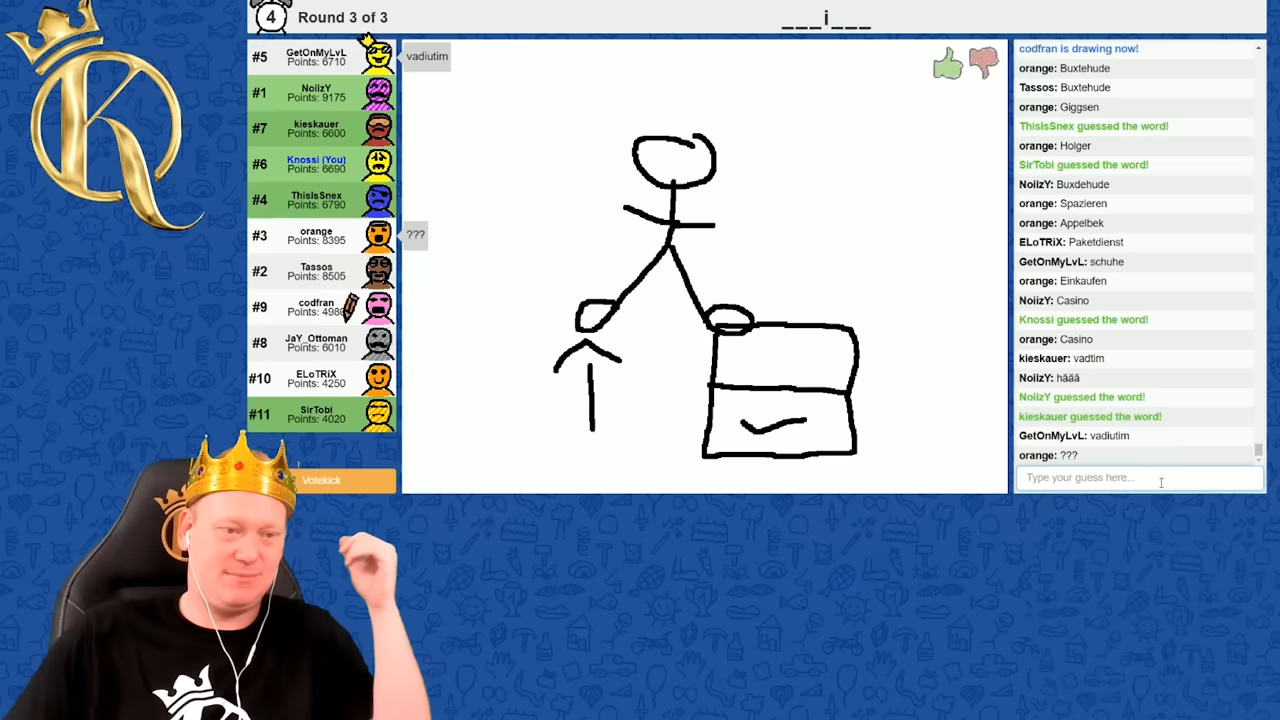 4
Round 3 of 3
___i___
#5 GetOnMyLvL
Points: 6710
vadiutim
#1 NoiizY
Points: 9175
#7 kieskauer
Points: 6600
#6 Knossi (You)
Points: 6690
#4 ThisIsSnex
Points: 6790
#3 orange
Points: 8395
???
#2 Tassos
Points: 8505
#9 codfran
Points: 4980
#8 JaY_Ottoman
Points: 6010
#10 ELoTRiX
Points: 4250
#11 SirTobi
Points: 4020
Votekick
codfran is drawing now!
orange: Buxtehude
Tassos: Buxtehude
orange: Giggsen
ThisIsSnex guessed the word!
orange: Holger
SirTobi guessed the word!
NoiizY: Buxdehude
orange: Spazieren
orange: Appelbek
ELoTRiX: Paketdienst
GetOnMyLvL: schuhe
orange: Einkaufen
NoiizY: Casino
Knossi guessed the word!
orange: Casino
kieskauer: vadtim
NoiizY: häää
NoiizY guessed the word!
kieskauer guessed the word!
GetOnMyLvL: vadiutim
orange: ???
Type your guess here...
K